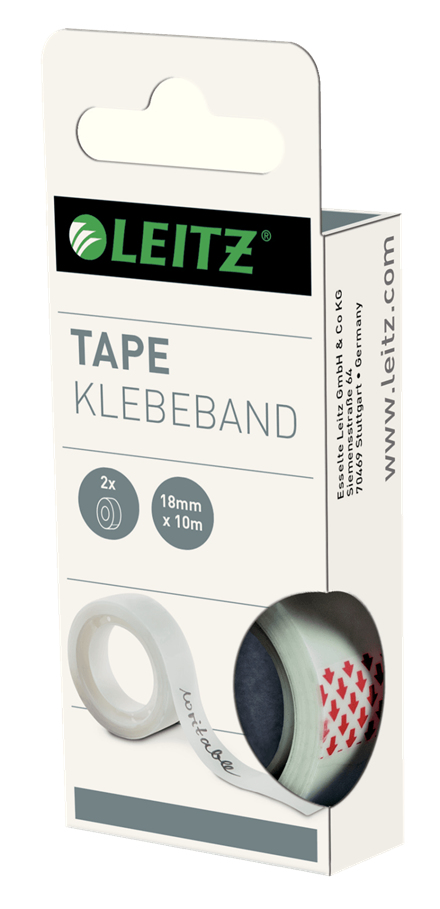 LEITZ®
TAPE
KLEBEBAND
2x
18mm
x 10m
writable
Esselte Leitz GmbH & Co KG
Siemensstraße 64
70469 Stuttgart • Germany
www.leitz.com